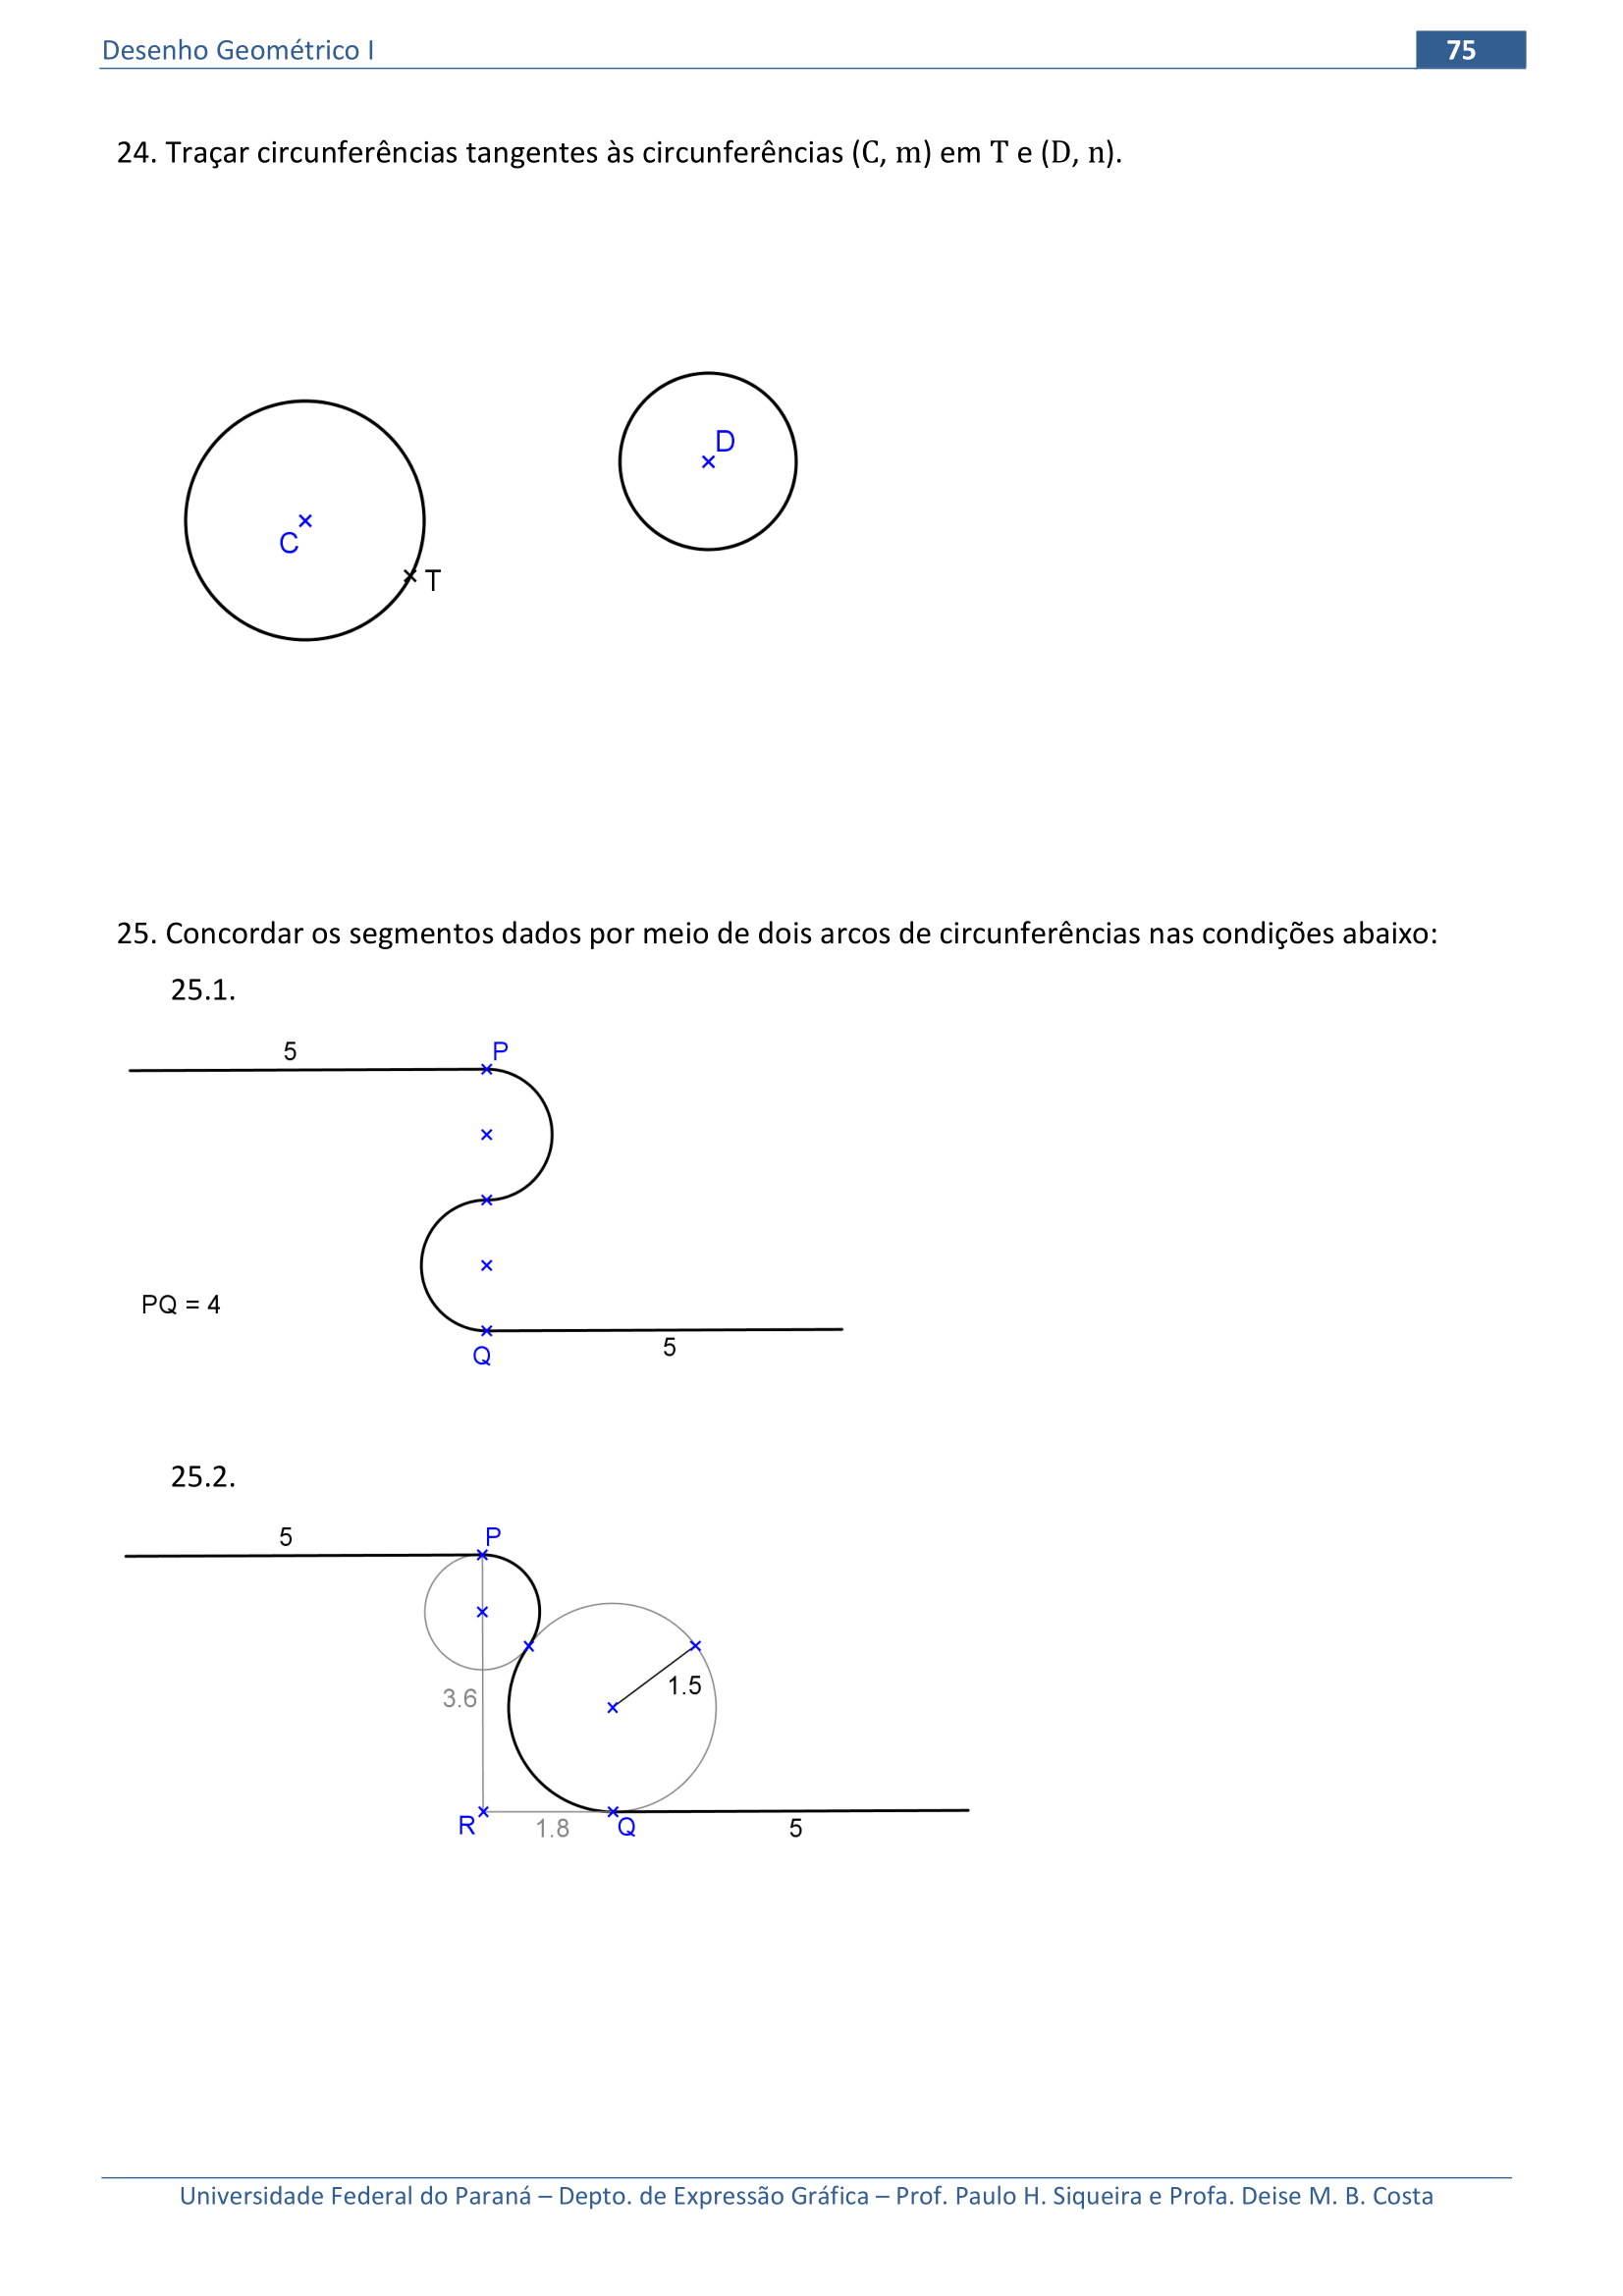 Desenho Geométrico I
75
24. Traçar circunferências tangentes às circunferências (C, m) em T e (D, n).
D
C
T
25. Concordar os segmentos dados por meio de dois arcos de circunferências nas condições abaixo:
25.1.
5
P
PQ = 4
Q
5
25.2.
5
P
1.5
3.6
R
1.8
Q
5
Universidade Federal do Paraná – Depto. de Expressão Gráfica – Prof. Paulo H. Siqueira e Profa. Deise M. B. Costa